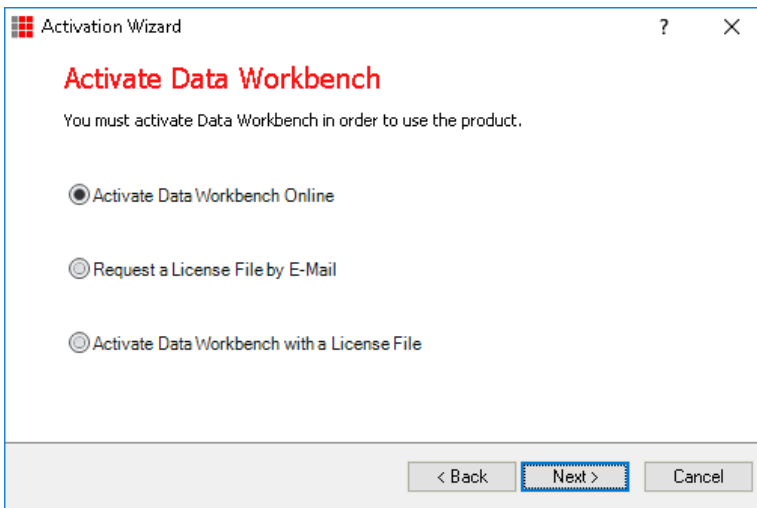 Activation Wizard
?
Activate Data Workbench
You must activate Data Workbench in order to use the product.
Activate Data Workbench Online
Request a License File by E-Mail
Activate Data Workbench with a License File
< Back
Next >
Cancel